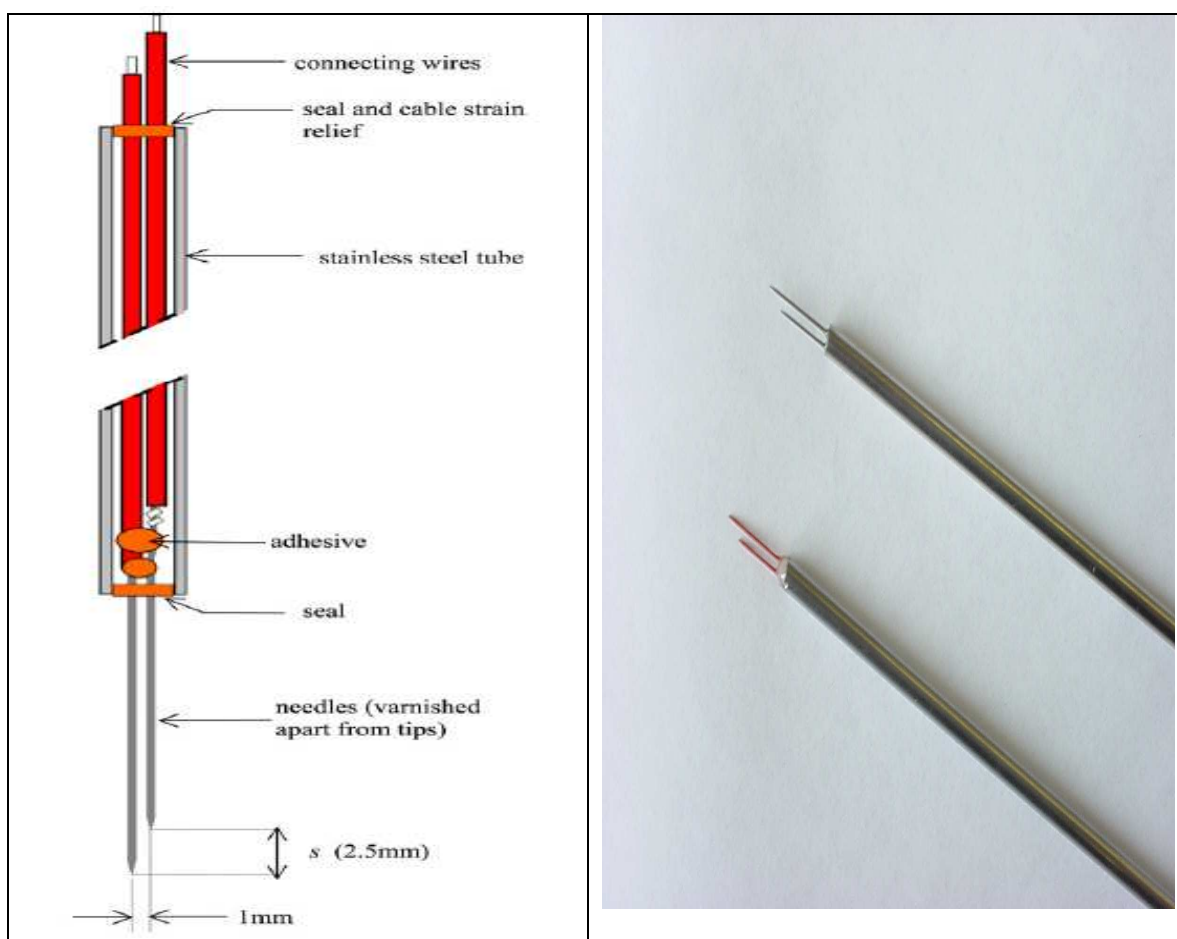 connecting wires
seal and cable strain
relief
stainless steel tube
adhesive
seal
needles (varnished
apart from tips)
s (2.5mm)
1mm